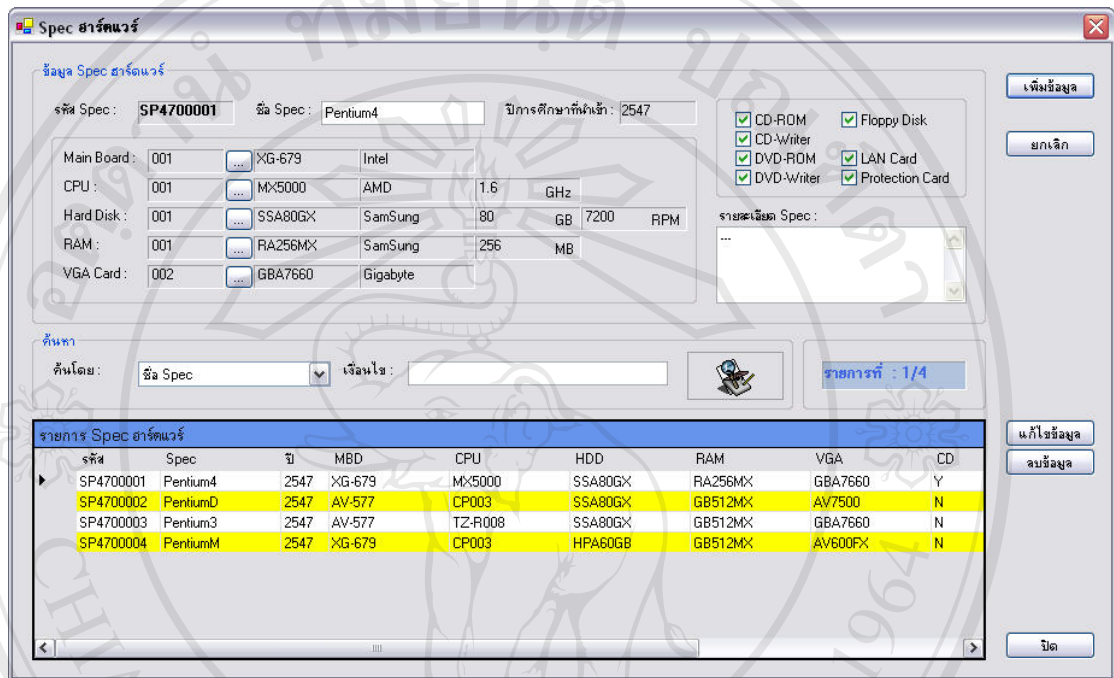 Spec ฮาร์ดแวร์
ข้อมูล Spec ฮาร์ดแวร์
รหัส Spec : SP4700001 ชื่อ Spec : Pentium4 ปีการศึกษาที่นำเข้า : 2547
CD-ROM Floppy Disk
CD-Writer
DVD-ROM LAN Card
DVD-Writer Protection Card
เพิ่มข้อมูล
ยกเลิก
Main Board : 001 ... XG-679 Intel
CPU : 001 ... MX5000 AMD 1.6 GHz
Hard Disk : 001 ... SSA80GX SamSung 80 GB 7200 RPM
RAM : 001 ... RA256MX SamSung 256 MB
VGA Card : 002 ... GBA7660 Gigabyte
รายละเอียด Spec :
...
ค้นหา
ค้นโดย : ชื่อ Spec เงื่อนไข :
รายการที่ : 1/4
รายการ Spec ฮาร์ดแวร์
รหัส Spec ปี MBD CPU HDD RAM VGA CD
SP4700001 Pentium4 2547 XG-679 MX5000 SSA80GX RA256MX GBA7660 Y
SP4700002 PentiumD 2547 AV-577 CP003 SSA80GX GB512MX AV7500 N
SP4700003 Pentium3 2547 AV-577 TZ-R008 SSA80GX GB512MX GBA7660 N
SP4700004 PentiumM 2547 XG-679 CP003 HPA60GB GB512MX AV600FX N
แก้ไขข้อมูล
ลบข้อมูล
ปิด
1964